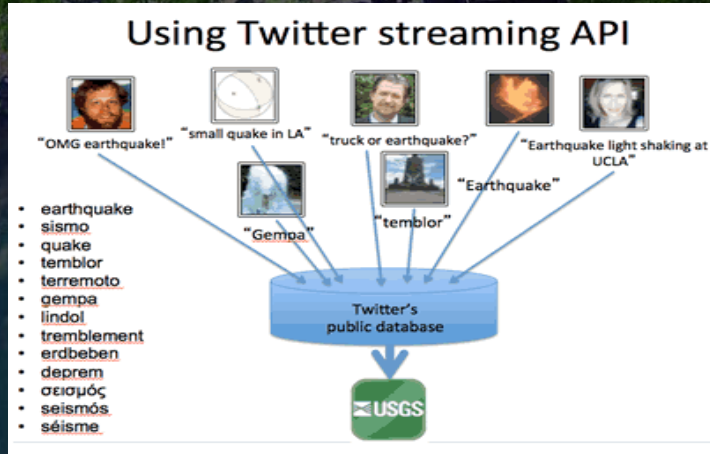 Using Twitter streaming API
“OMG earthquake!”
“small quake in LA”
“truck or earthquake?”
“Earthquake light shaking at
UCLA”
“Gempa”
“temblor”
“Earthquake”
• earthquake
• sismo
• quake
• temblor
• terremoto
• gempa
• lindol
• tremblement
• erdbeben
• deprem
• σεισμός
• seismós
• séisme
Twitter’s
public database
USGS